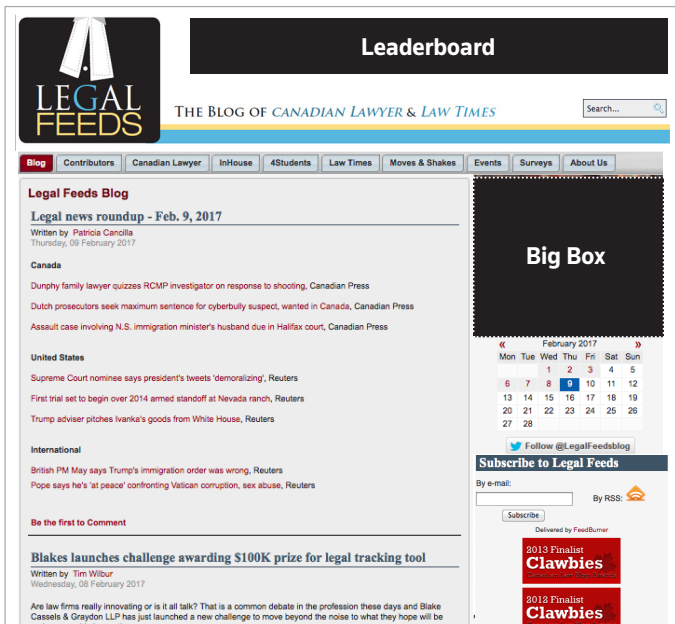 Leaderboard
LEGAL
FEEDS
THE BLOG OF CANADIAN LAWYER & LAW TIMES
Search...
Blog Contributors Canadian Lawyer InHouse 4Students Law Times Moves & Shakes Events Surveys About Us
Legal Feeds Blog
Legal news roundup - Feb. 9, 2017
Written by Patricia Cancilla
Thursday, 09 February 2017
Canada
Dunphy family lawyer quizzes RCMP investigator on response to shooting, Canadian Press
Dutch prosecutors seek maximum sentence for cyberbully suspect, wanted in Canada, Canadian Press
Assault case involving N.S. immigration minister's husband due in Halifax court, Canadian Press
United States
Supreme Court nominee says president's tweets 'demoralizing', Reuters
First trial set to begin over 2014 armed standoff at Nevada ranch, Reuters
Trump adviser pitches Ivanka's goods from White House, Reuters
International
British PM May says Trump's immigration order was wrong, Reuters
Pope says he's 'at peace' confronting Vatican corruption, sex abuse, Reuters
Be the first to Comment
Blakes launches challenge awarding $100K prize for legal tracking tool
Written by Tim Wilbur
Wednesday, 08 February 2017
Are law firms really innovating or is it all talk? That is a common debate in the profession these days and Blake
Cassels & Graydon LLP has just launched a new challenge to move beyond the noise to what they hope will be
Big Box
« February 2017 »
Mon Tue Wed Thu Fri Sat Sun
1 2 3 4 5
6 7 8 9 10 11 12
13 14 15 16 17 18 19
20 21 22 23 24 25 26
27 28
Follow @LegalFeedsblog
Subscribe to Legal Feeds
By e-mail:
By RSS:
Subscribe
Delivered by FeedBurner
2013 Finalist
Clawbies
Canadian Law Blog Awards
2012 Finalist
Clawbies